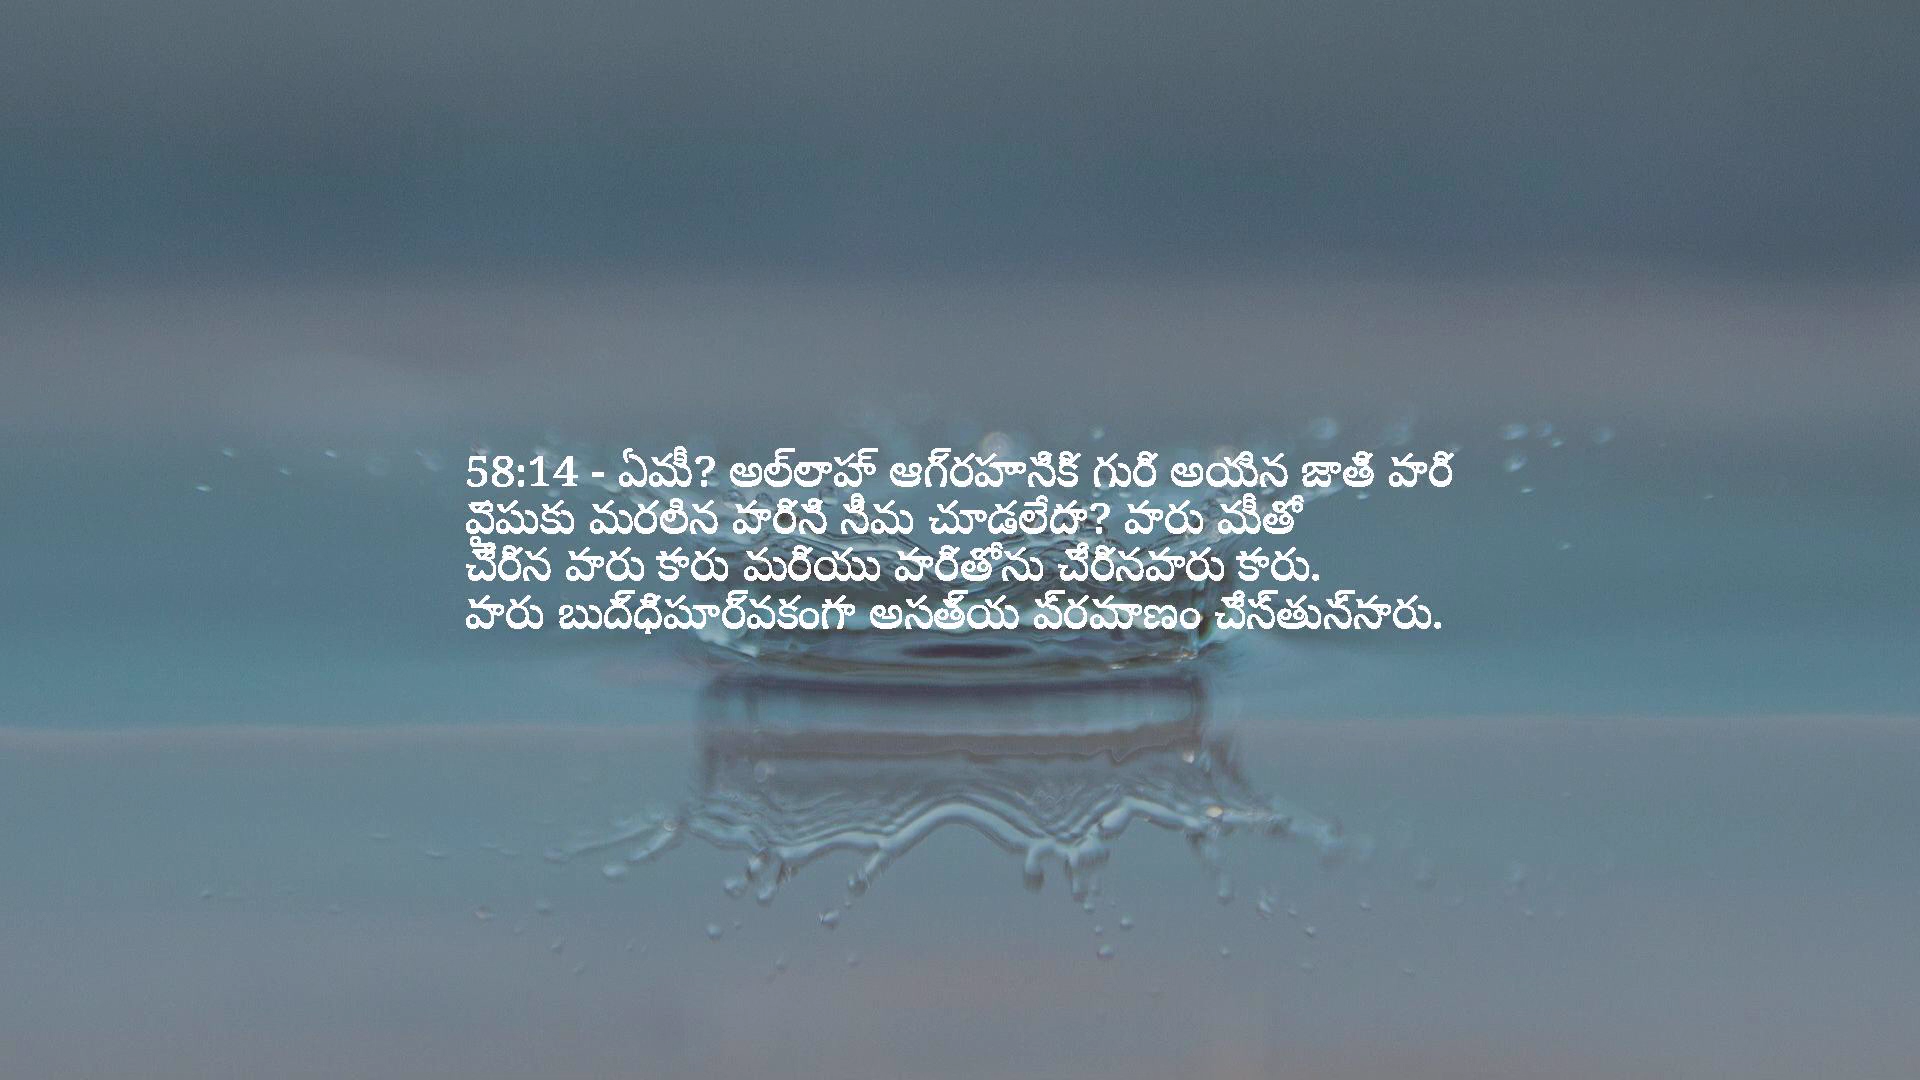 58:14 - ఏమీ? అల్లాహ్ ఆగ్రహానికి గురి అయిన జాతి వారి
వైపుకు మరలిన వారిని నీవు చూడలేదా? వారు మీతో
చేరిన వారు కారు మరియు వారితోను చేరినవారు కారు.
వారు బుద్ధిపూర్వకంగా అసత్య ప్రమాణం చేస్తున్నారు.